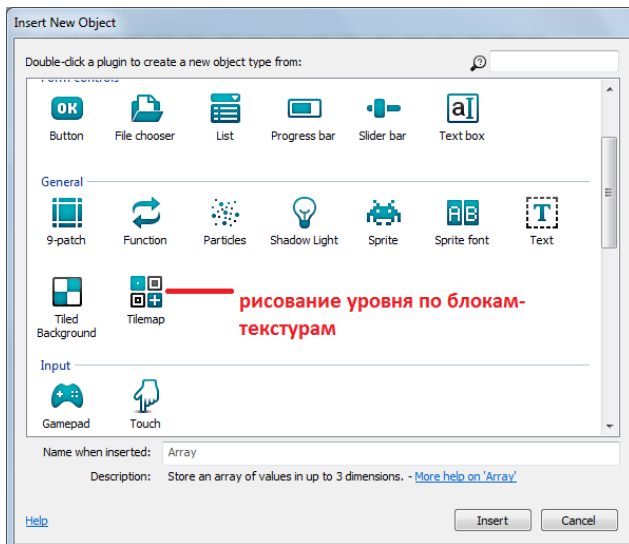 Insert New Object
Double-click a plugin to create a new object type from:
Form controls
OK
aI
Button File chooser List Progress bar Slider bar Text box
General
AB
T
9-patch Function Particles Shadow Light Sprite Sprite font Text
рисование уровня по блокам-
текстурам
Tiled
Background
Tilemap
Input
Gamepad Touch
Name when inserted: Array
Description: Store an array of values in up to 3 dimensions. - More help on 'Array'
Help Insert Cancel